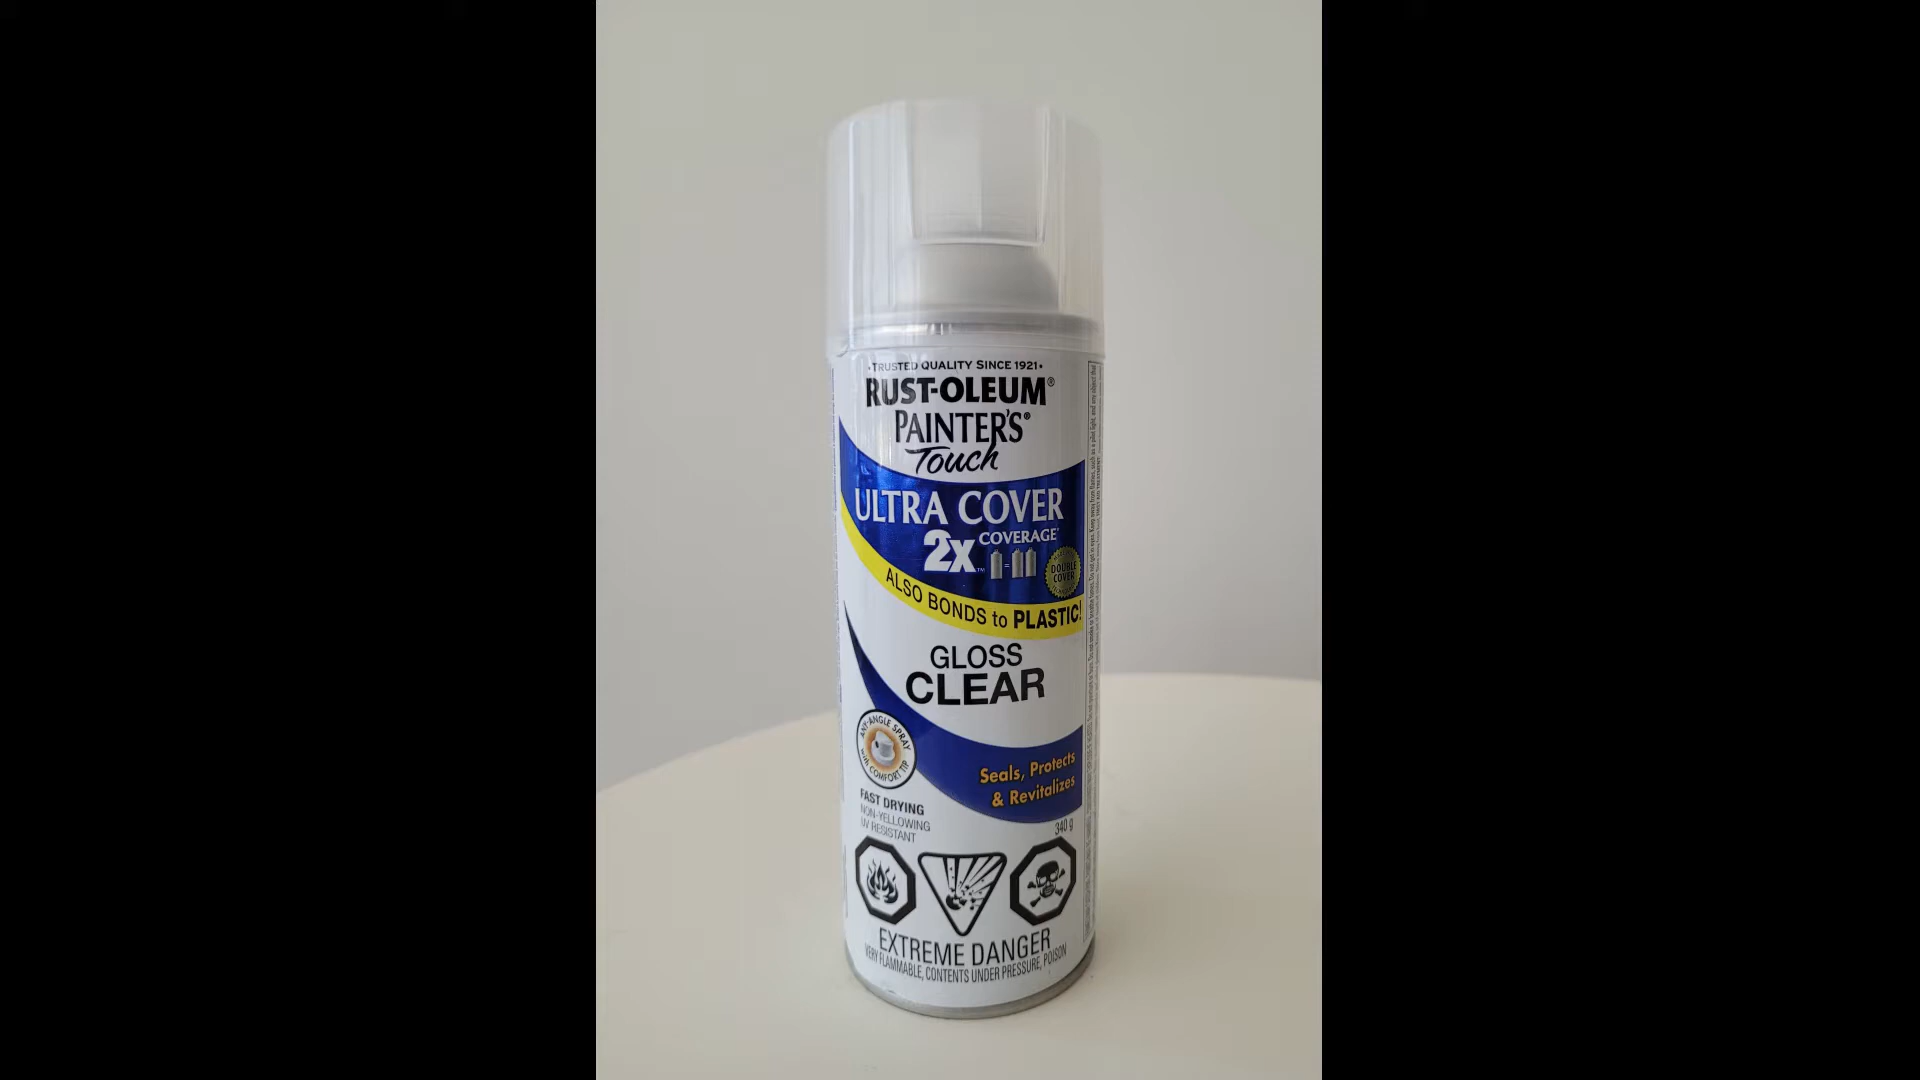 •TRUSTED QUALITY SINCE 1921•
RUST-OLEUM®
PAINTER'S®
Touch
ULTRA COVER
2X™ COVERAGE*
DOUBLE
COVER
ALSO BONDS to PLASTIC!
GLOSS
CLEAR
ANY-ANGLE SPRAY
with COMFORT TIP
Seals, Protects
& Revitalizes
FAST DRYING
NON-YELLOWING
UV RESISTANT
340 g
EXTREME DANGER
VERY FLAMMABLE, CONTENTS UNDER PRESSURE, POISON